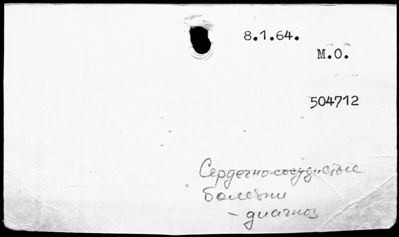 8.1.64.
M.O.
504712
Сердечно-сосудистые
болезни
- диагноз